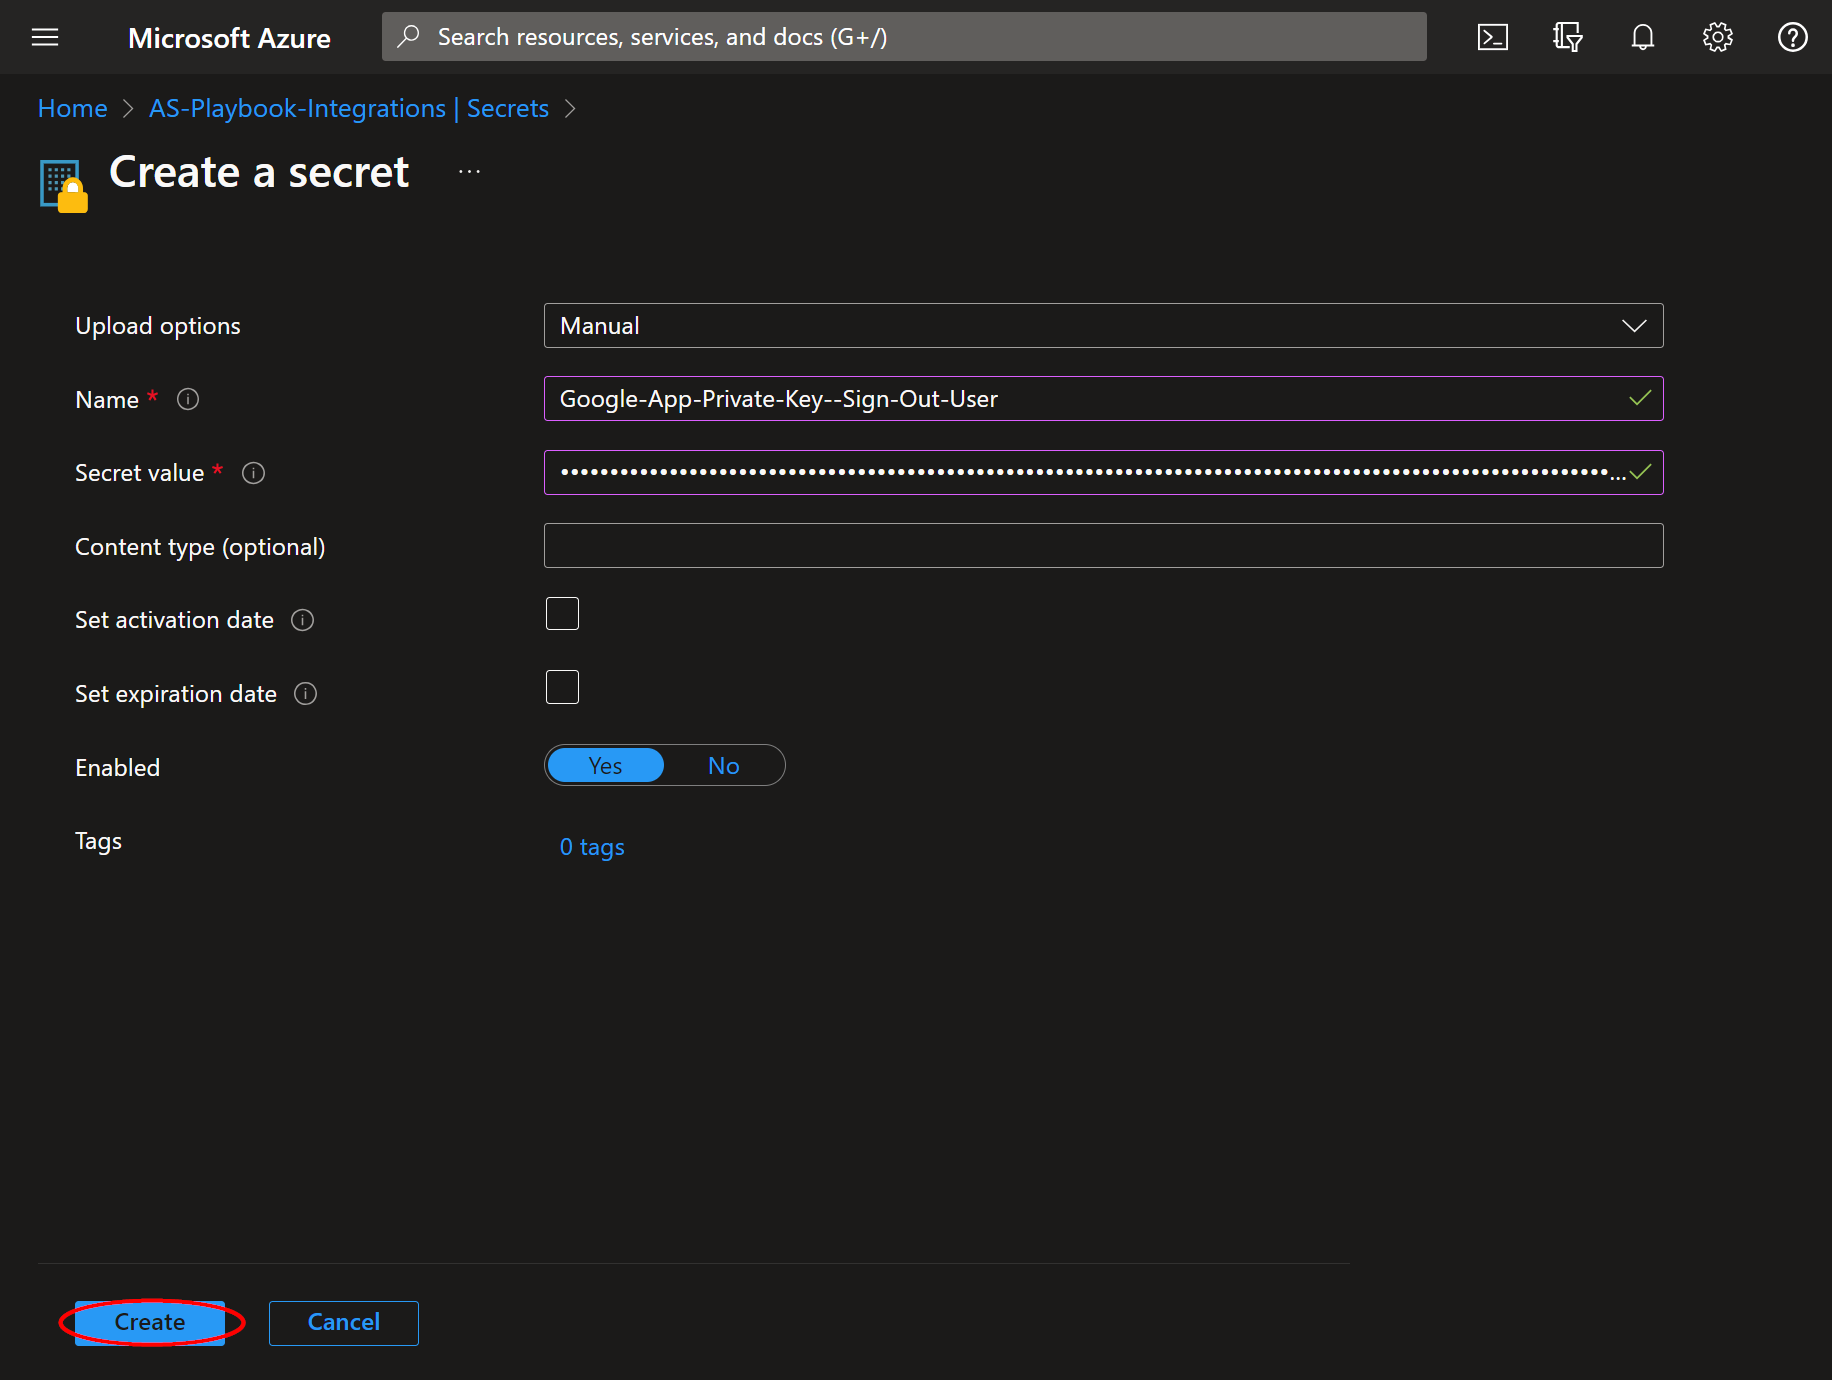 Microsoft Azure
Search resources, services, and docs (G+/)
Home > AS-Playbook-Integrations | Secrets >
Create a secret ...
Upload options Manual
Name * Google-App-Private-Key--Sign-Out-User
Secret value *
Content type (optional)
Set activation date
Set expiration date
Enabled Yes No
Tags 0 tags
Create Cancel